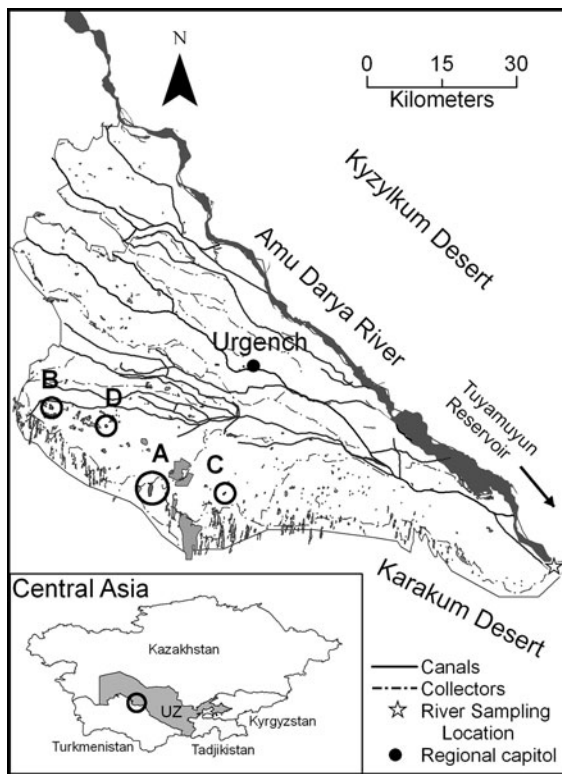 N
0 15 30
Kilometers
Kyzylkum Desert
Amu Darya River
Urgench
Tuyamuyun
Reservoir
B
D
A
C
Karakum Desert
Central Asia
Kazakhstan
UZ
Kyrgyzstan
Turkmenistan
Tadjikistan
Canals
Collectors
River Sampling
Location
Regional capitol